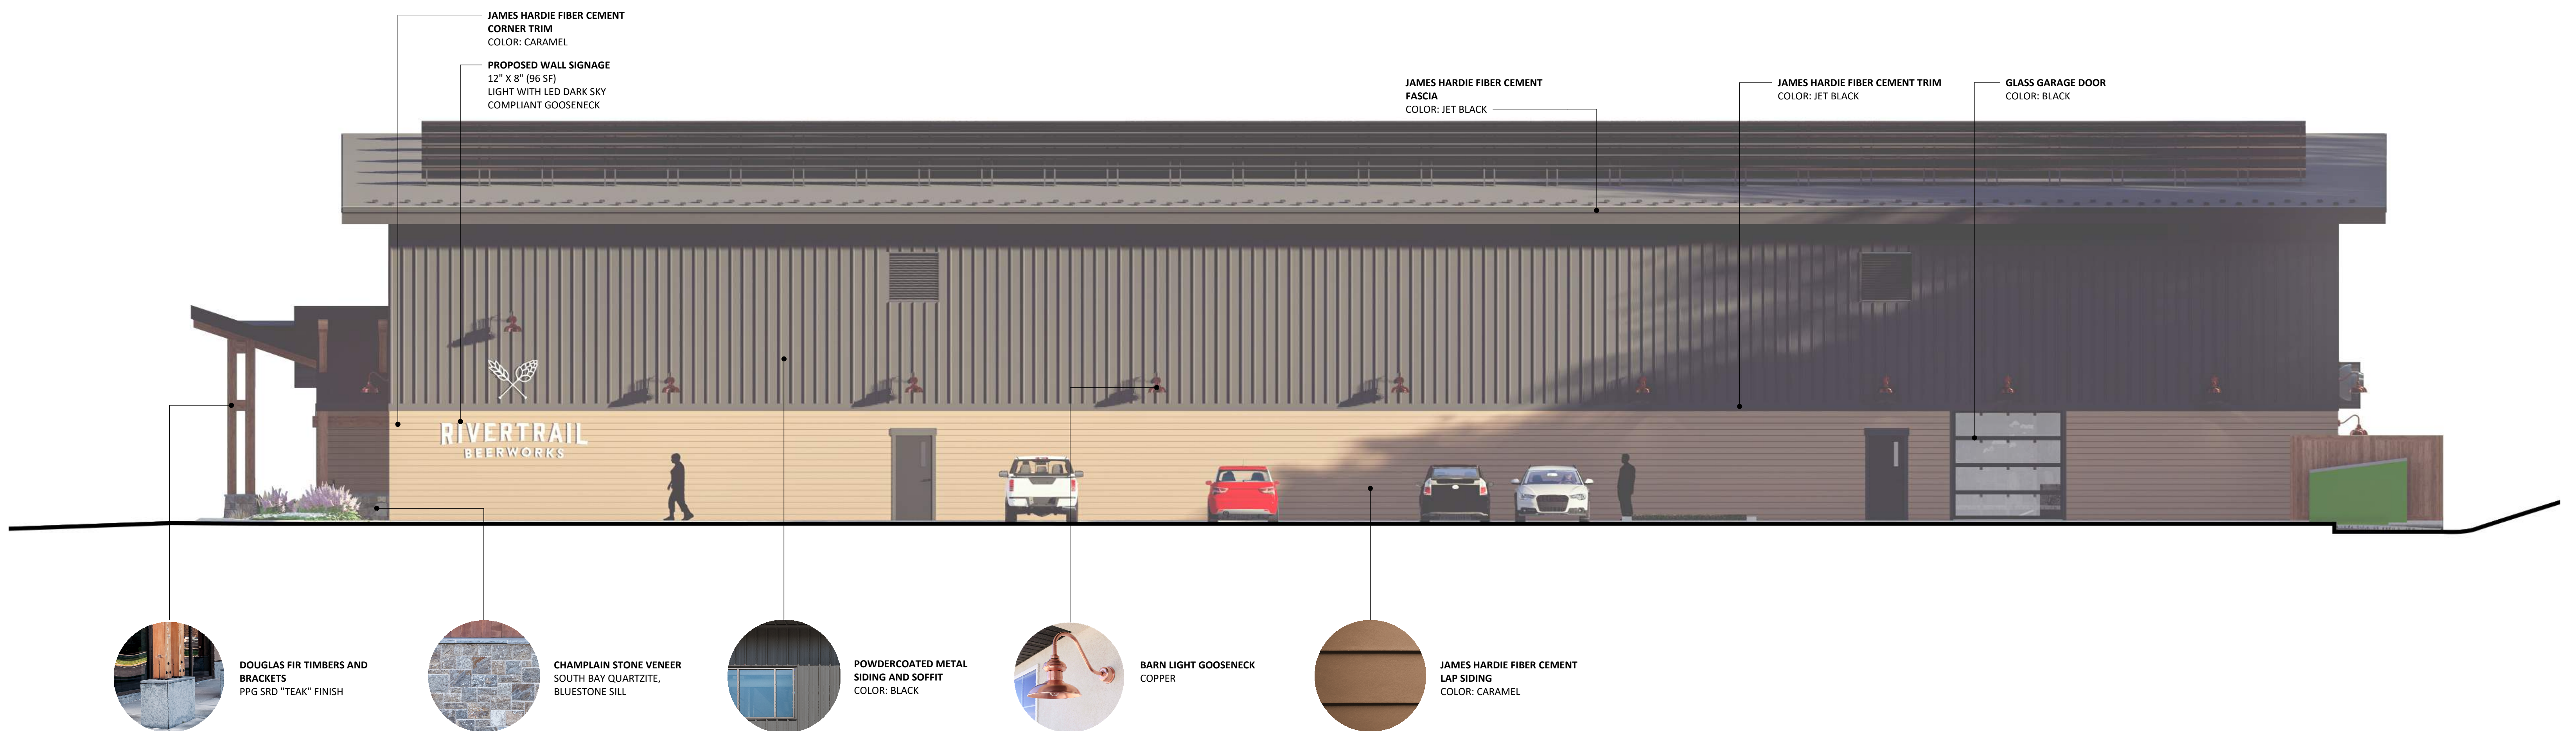 JAMES HARDIE FIBER CEMENT
CORNER TRIM
COLOR: CARAMEL
PROPOSED WALL SIGNAGE
12" X 8" (96 SF)
LIGHT WITH LED DARK SKY
COMPLIANT GOOSENECK
JAMES HARDIE FIBER CEMENT
FASCIA
COLOR: JET BLACK
JAMES HARDIE FIBER CEMENT TRIM
COLOR: JET BLACK
GLASS GARAGE DOOR
COLOR: BLACK
RIVERTRAIL
BEERWORKS
DOUGLAS FIR TIMBERS AND
BRACKETS
PPG SRD "TEAK" FINISH
CHAMPLAIN STONE VENEER
SOUTH BAY QUARTZITE,
BLUESTONE SILL
POWDERCOATED METAL
SIDING AND SOFFIT
COLOR: BLACK
BARN LIGHT GOOSENECK
COPPER
JAMES HARDIE FIBER CEMENT
LAP SIDING
COLOR: CARAMEL